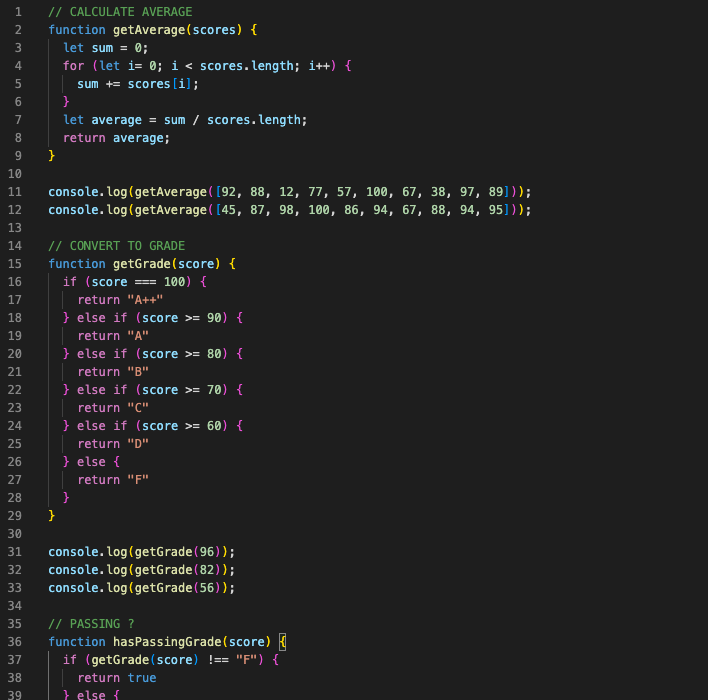 1 // CALCULATE AVERAGE
2 function getAverage(scores) {
3   let sum = 0;
4   for (let i= 0; i < scores.length; i++) {
5     sum += scores[i];
6   }
7   let average = sum / scores.length;
8   return average;
9 }
10
11 console.log(getAverage([92, 88, 12, 77, 57, 100, 67, 38, 97, 89]));
12 console.log(getAverage([45, 87, 98, 100, 86, 94, 67, 88, 94, 95]));
13
14 // CONVERT TO GRADE
15 function getGrade(score) {
16   if (score === 100) {
17     return "A++"
18   } else if (score >= 90) {
19     return "A"
20   } else if (score >= 80) {
21     return "B"
22   } else if (score >= 70) {
23     return "C"
24   } else if (score >= 60) {
25     return "D"
26   } else {
27     return "F"
28   }
29 }
30
31 console.log(getGrade(96));
32 console.log(getGrade(82));
33 console.log(getGrade(56));
34
35 // PASSING ?
36 function hasPassingGrade(score) {
37   if (getGrade(score) !== "F") {
38     return true
39   } else {